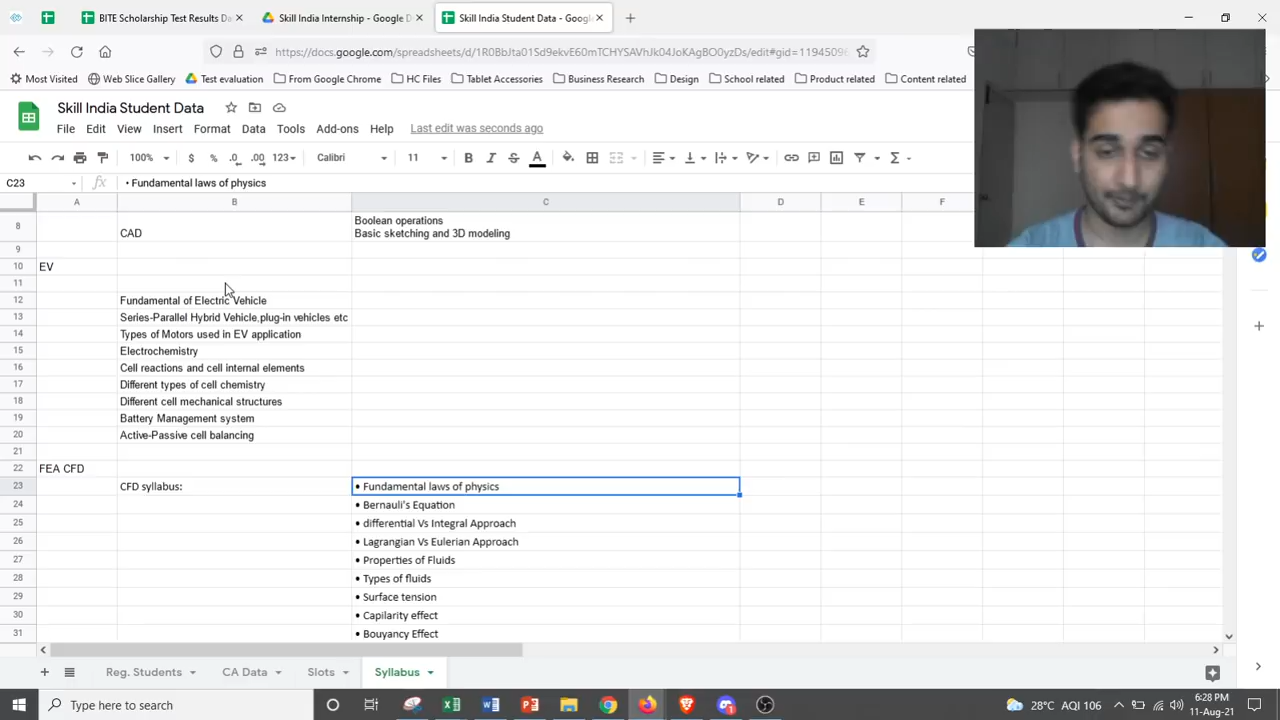 BITE Scholarship Test Results Da
Skill India Internship - Google D
Skill India Student Data - Googl
https://docs.google.com/spreadsheets/d/
Most Visited
Web Slice Gallery
Test evaluation
From Google Chrome
HC Files
Tablet Accessories
Business Research
Design
School related
Product related
Content related
Skill India Student Data
File Edit View Insert Format Data Tools Add-ons Help Last edit was seconds ago
100% $ % .0 .00 123 Calibri 11 B I S A
C23 fx • Fundamental laws of physics
A B C D E F
Boolean operations
8 CAD Basic sketching and 3D modeling
9
10 EV
11
12 Fundamental of Electric Vehicle
13 Series-Parallel Hybrid Vehicle,plug-in vehicles etc
14 Types of Motors used in EV application
15 Electrochemistry
16 Cell reactions and cell internal elements
17 Different types of cell chemistry
18 Different cell mechanical structures
19 Battery Management system
20 Active-Passive cell balancing
21
22 FEA CFD
23 CFD syllabus: • Fundamental laws of physics
24 • Bernauli's Equation
25 • differential Vs Integral Approach
26 • Lagrangian Vs Eulerian Approach
27 • Properties of Fluids
28 • Types of fluids
29 • Surface tension
30 • Capilarity effect
31 • Bouyancy Effect
Reg. Students CA Data Slots Syllabus
Type here to search
28°C AQI 106
6:28 PM
11-Aug-21